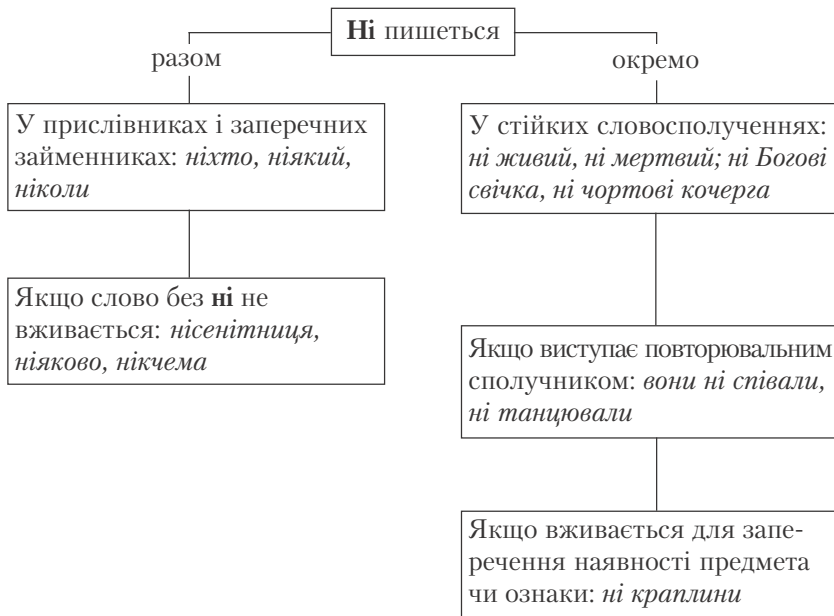 Ні пишеться
разом
окремо
У прислівниках і заперечних
займенниках: ніхто, ніякий,
ніколи
Якщо слово без ні не
вживається: нісенітниця,
ніяково, нікчема
У стійких словосполученнях:
ні живий, ні мертвий; ні Богові
свічка, ні чортові кочерга
Якщо виступає повторювальним
сполучником: вони ні співали,
ні танцювали
Якщо вживається для запе-
речення наявності предмета
чи ознаки: ні краплини